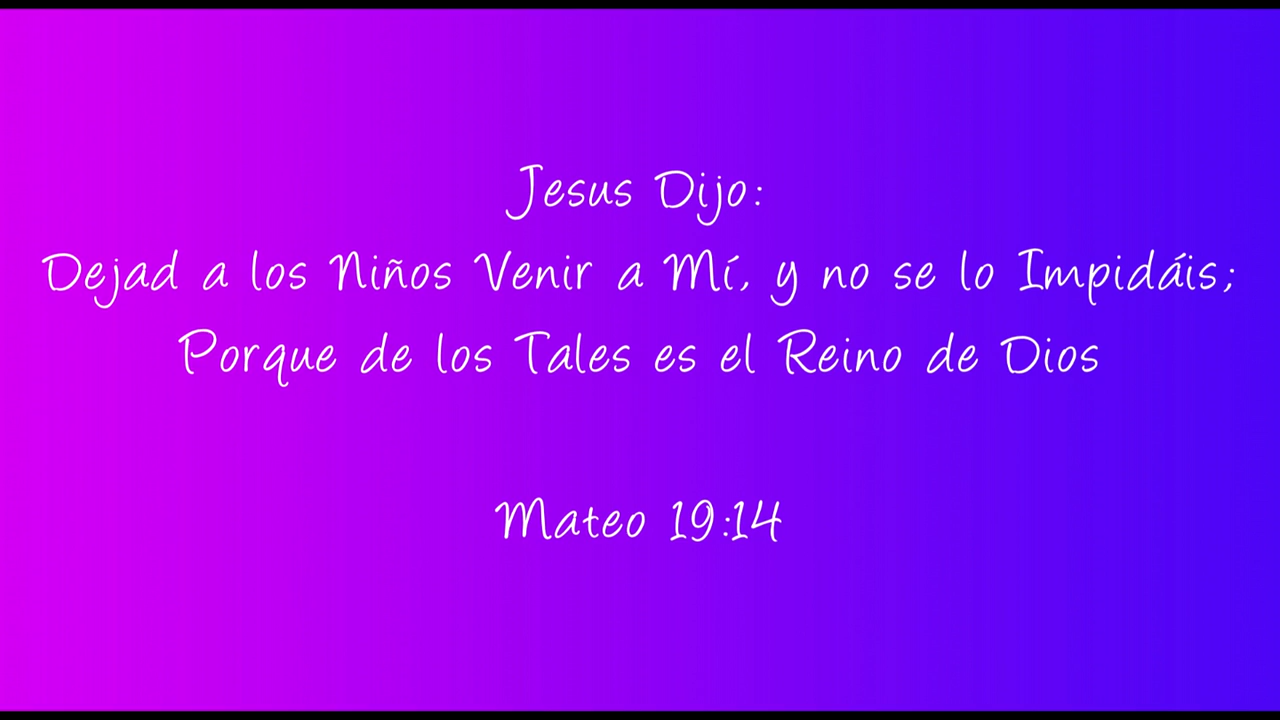 Jesus Dijo:
Dejad a los Niños Venir a Mí, y no se lo Impidáis;
Porque de los Tales es el Reino de Dios
Mateo 19:14